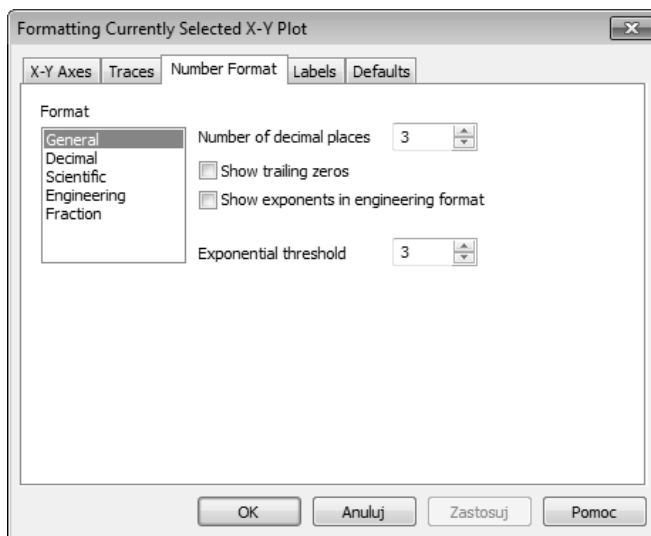 Formatting Currently Selected X-Y Plot
X-Y Axes Traces Number Format Labels Defaults
Format
General
Decimal
Scientific
Engineering
Fraction
Number of decimal places 3
Show trailing zeros
Show exponents in engineering format
Exponential threshold 3
OK Anuluj Zastosuj Pomoc